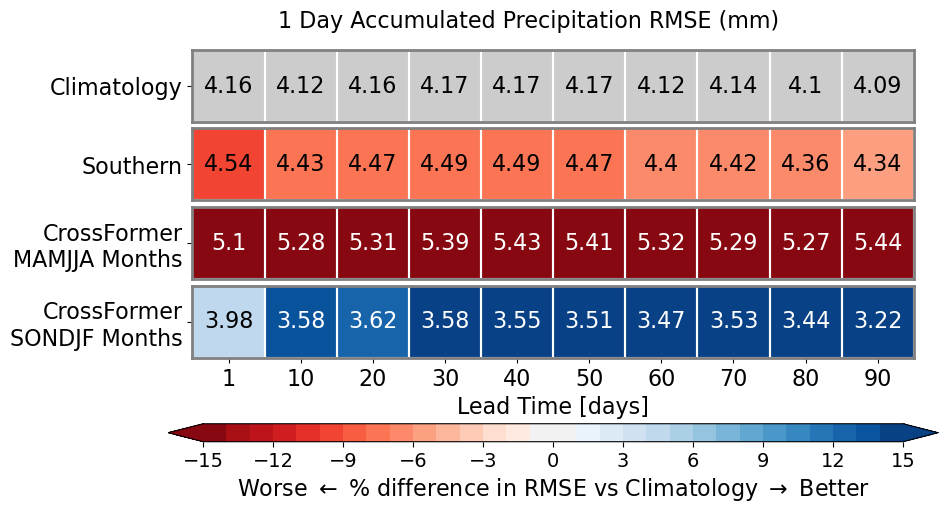 1 Day Accumulated Precipitation RMSE (mm)
Climatology 4.16 4.12 4.16 4.17 4.17 4.17 4.12 4.14 4.1 4.09
Southern 4.54 4.43 4.47 4.49 4.49 4.47 4.4 4.42 4.36 4.34
CrossFormer
MAMJJA Months
5.1 5.28 5.31 5.39 5.43 5.41 5.32 5.29 5.27 5.44
CrossFormer
SONDJF Months
3.98 3.58 3.62 3.58 3.55 3.51 3.47 3.53 3.44 3.22
1 10 20 30 40 50 60 70 80 90
Lead Time [days]
−15 −12 −9 −6 −3 0 3 6 9 12 15
Worse ← % difference in RMSE vs Climatology → Better